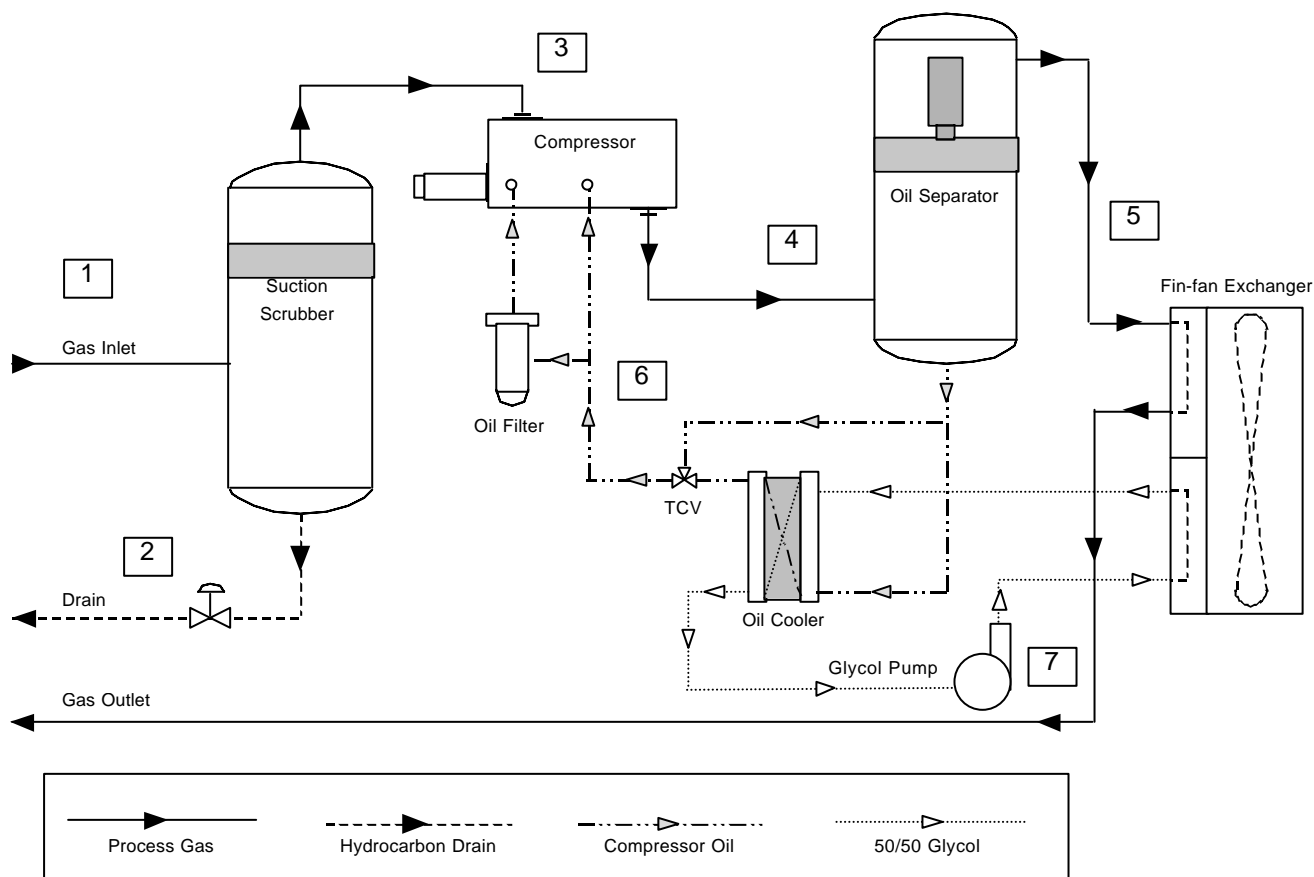 3
Compressor
Oil Separator
5
4
1
Suction
Scrubber
Gas Inlet
Fin-fan Exchanger
6
Oil Filter
TCV
2
Drain
Oil Cooler
Glycol Pump
7
Gas Outlet
Process Gas
Hydrocarbon Drain
Compressor Oil
50/50 Glycol